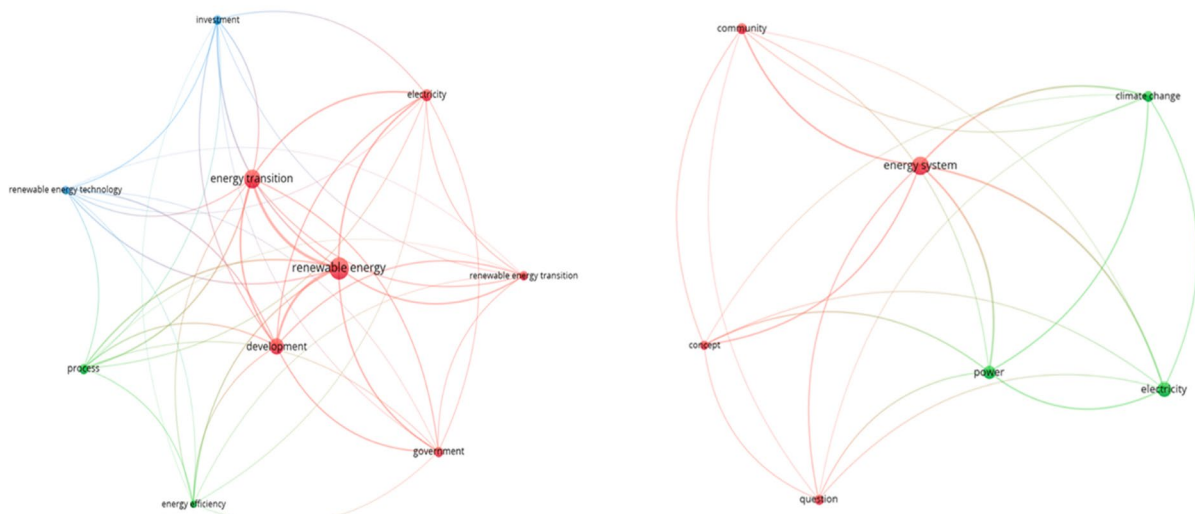 investment
electricity
energy transition
renewable energy technology
renewable energy
renewable energy transition
development
process
government
energy efficiency
community
climate change
energy system
concept
power
electricity
question